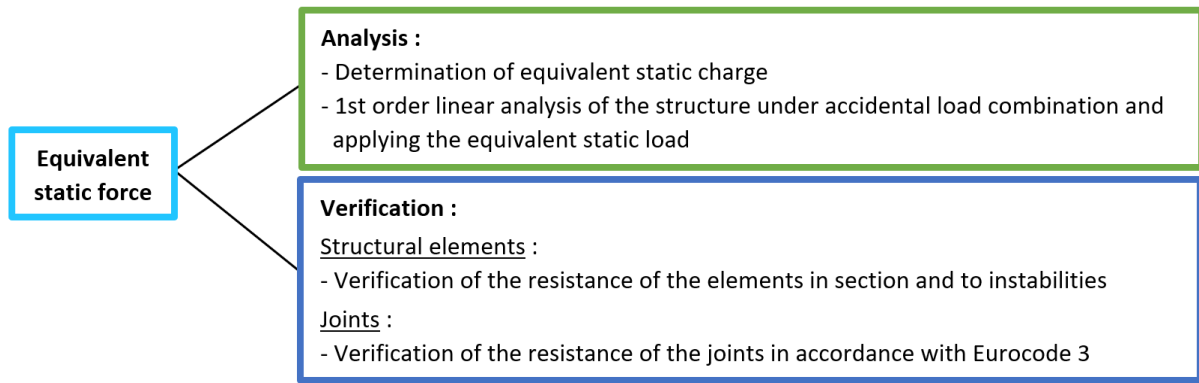 Equivalent
static force
Analysis :
- Determination of equivalent static charge
- 1st order linear analysis of the structure under accidental load combination and
applying the equivalent static load
Verification :
Structural elements :
- Verification of the resistance of the elements in section and to instabilities
Joints :
- Verification of the resistance of the joints in accordance with Eurocode 3